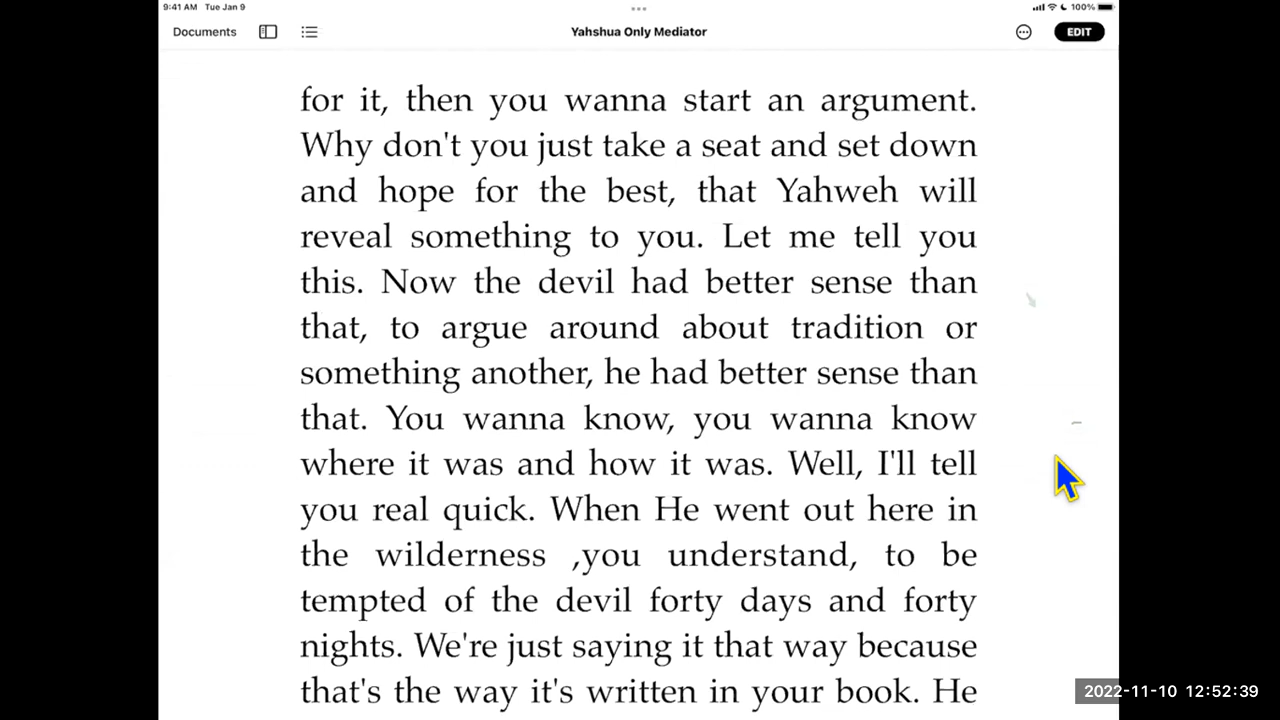 9:41 AM Tue Jan 9
100%
Documents
Yahshua Only Mediator
EDIT
for it, then you wanna start an argument.
Why don't you just take a seat and set down
and hope for the best, that Yahweh will
reveal something to you. Let me tell you
this. Now the devil had better sense than
that, to argue around about tradition or
something another, he had better sense than
that. You wanna know, you wanna know
where it was and how it was. Well, I'll tell
you real quick. When He went out here in
the wilderness ,you understand, to be
tempted of the devil forty days and forty
nights. We're just saying it that way because
that's the way it's written in your book. He
2022-11-10 12:52:39